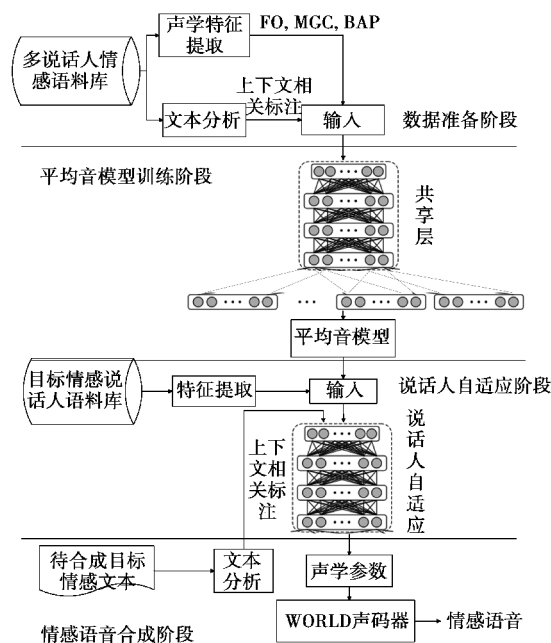 声学特征
提取
FO, MGC, BAP
多说话人情
感语料库
上下文相
关标注
文本分析
输入
数据准备阶段
平均音模型训练阶段
共
享
层
平均音模型
目标情感说
话人语料库
特征提取
输入
说话人自适应阶段
上下
文相
关标
注
说
话
人
自
适
应
待合成目标
情感文本
文本
分析
声学参数
WORLD声码器
情感语音
情感语音合成阶段